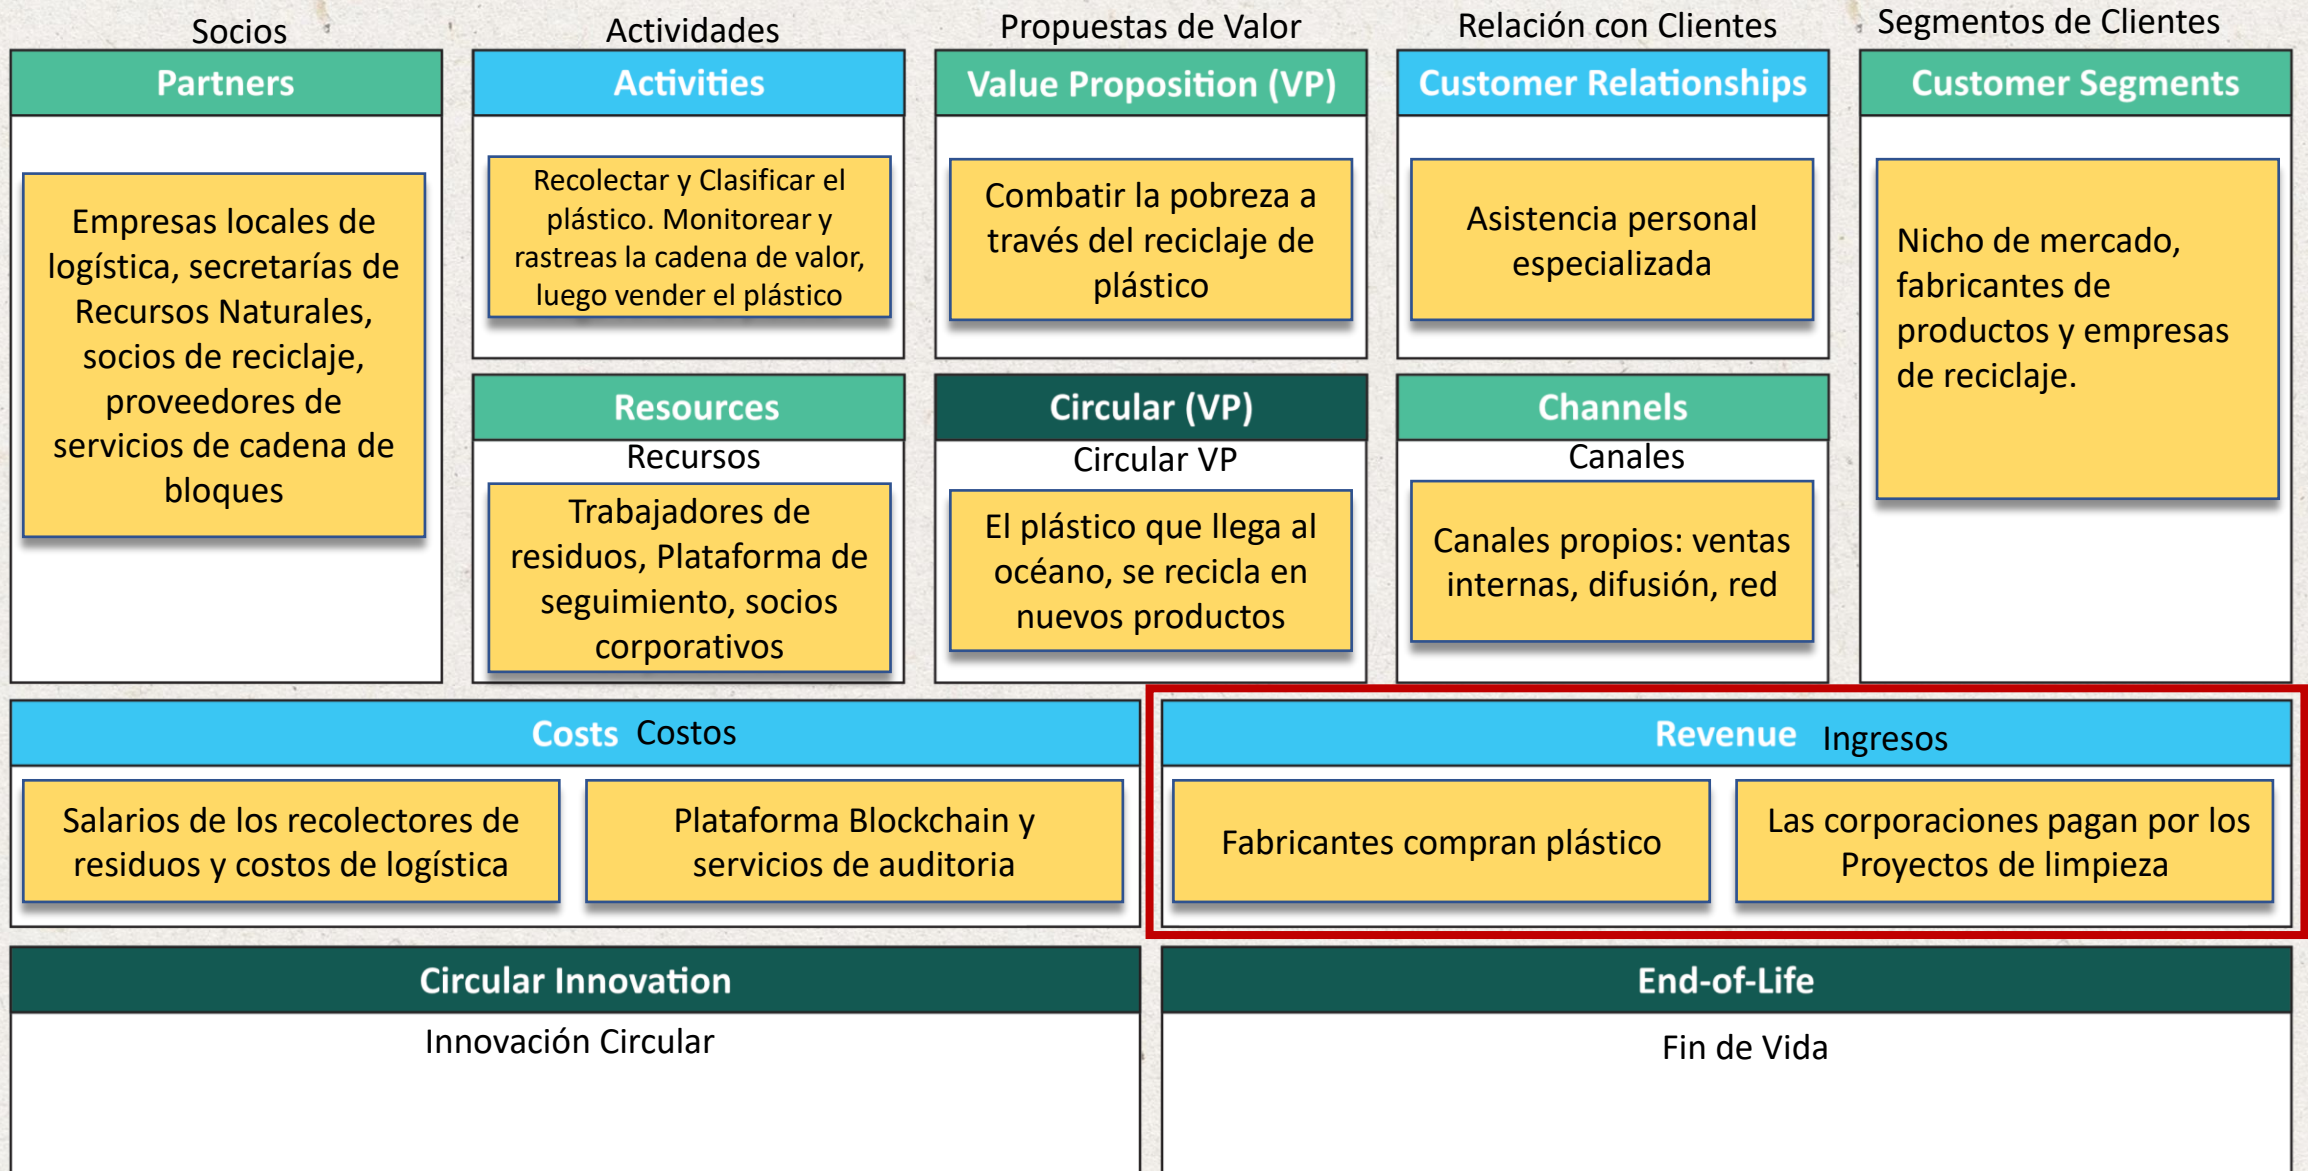 Socios
Partners
Empresas locales de
logística, secretarías de
Recursos Naturales,
socios de reciclaje,
proveedores de
servicios de cadena de
bloques
Actividades
Activities
Recolectar y Clasificar el
plástico. Monitorear y
rastreas la cadena de valor,
luego vender el plástico
Resources
Recursos
Trabajadores de
residuos, Plataforma de
seguimiento, socios
corporativos
Propuestas de Valor
Value Proposition (VP)
Combatir la pobreza a
través del reciclaje de
plástico
Circular (VP)
Circular VP
El plástico que llega al
océano, se recicla en
nuevos productos
Relación con Clientes
Customer Relationships
Asistencia personal
especializada
Channels
Canales
Canales propios: ventas
internas, difusión, red
Segmentos de Clientes
Customer Segments
Nicho de mercado,
fabricantes de
productos y empresas
de reciclaje.
Costs Costos
Salarios de los recolectores de
residuos y costos de logística
Plataforma Blockchain y
servicios de auditoria
Revenue Ingresos
Fabricantes compran plástico
Las corporaciones pagan por los
Proyectos de limpieza
Circular Innovation
Innovación Circular
End-of-Life
Fin de Vida